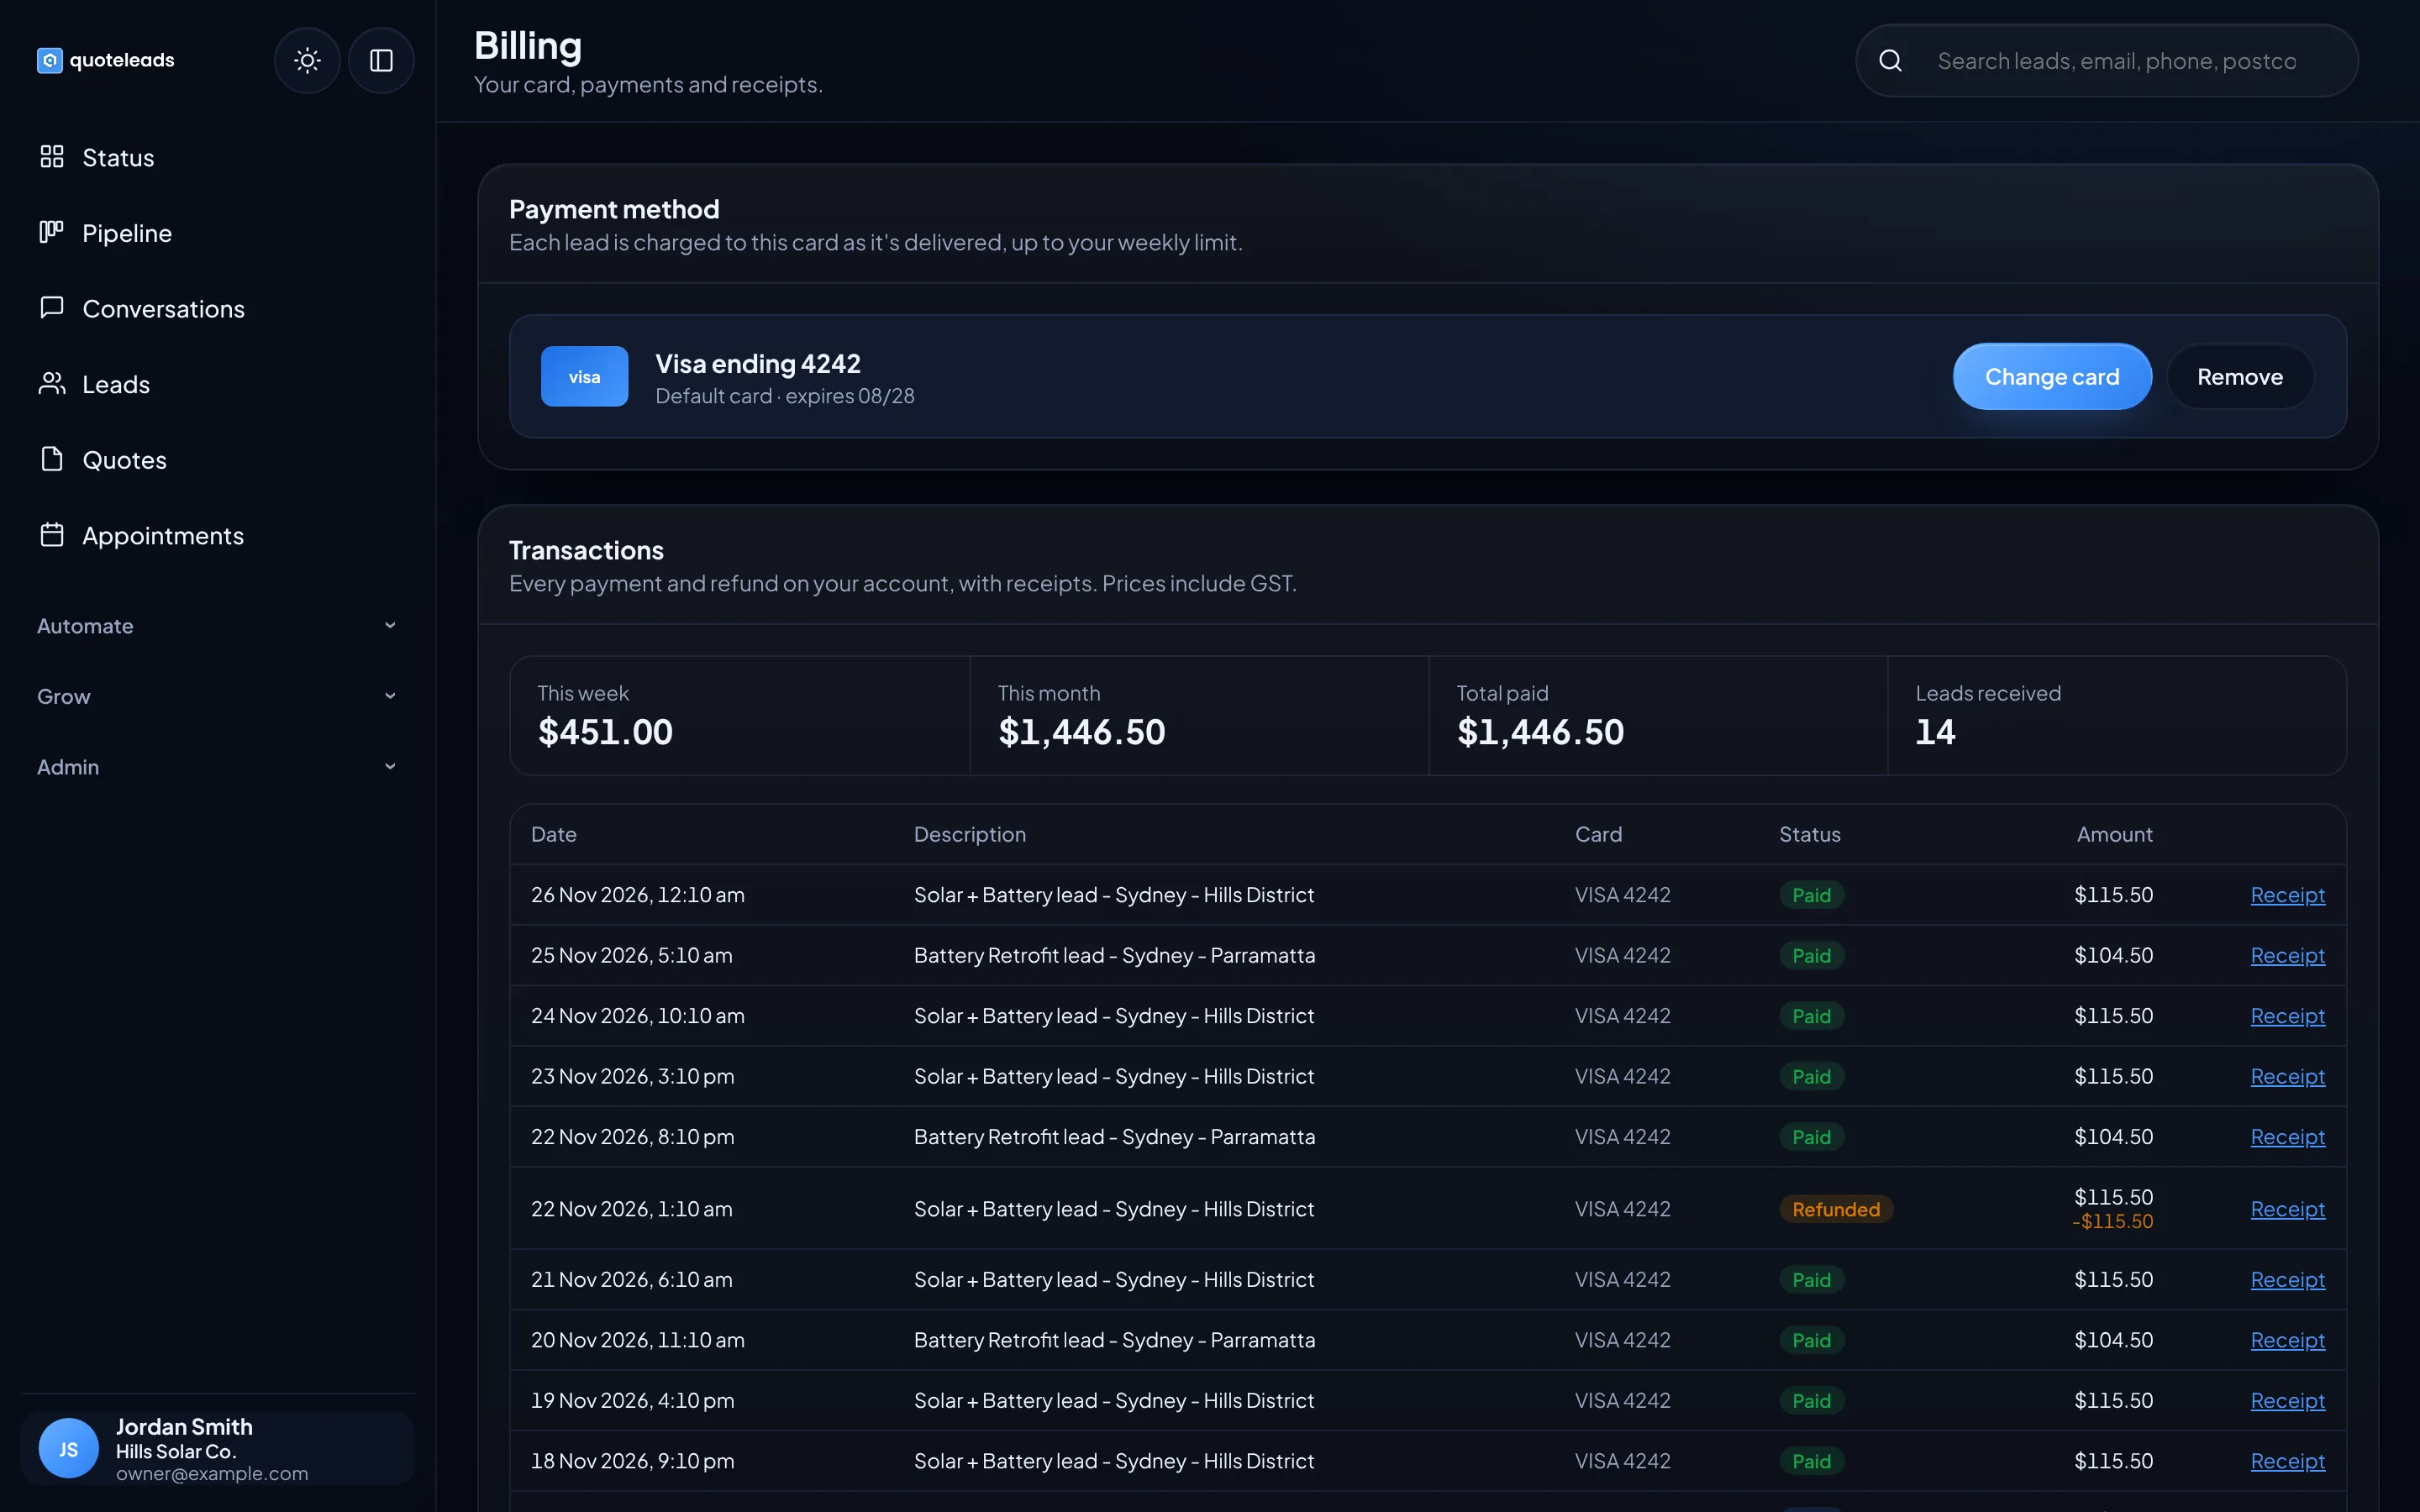 quoteleads
Billing
Your card, payments and receipts.
Search leads, email, phone, postco
Status
Pipeline
Conversations
Leads
Quotes
Appointments
Automate
Grow
Admin
Jordan Smith
Hills Solar Co.
owner@example.com
JS
Payment method
Each lead is charged to this card as it's delivered, up to your weekly limit.
visa
Visa ending 4242
Default card · expires 08/28
Change card
Remove
Transactions
Every payment and refund on your account, with receipts. Prices include GST.
This week
$451.00
This month
$1,446.50
Total paid
$1,446.50
Leads received
14
Date Description Card Status Amount
26 Nov 2026, 12:10 am Solar + Battery lead - Sydney - Hills District VISA 4242 Paid $115.50 Receipt
25 Nov 2026, 5:10 am Battery Retrofit lead - Sydney - Parramatta VISA 4242 Paid $104.50 Receipt
24 Nov 2026, 10:10 am Solar + Battery lead - Sydney - Hills District VISA 4242 Paid $115.50 Receipt
23 Nov 2026, 3:10 pm Solar + Battery lead - Sydney - Hills District VISA 4242 Paid $115.50 Receipt
22 Nov 2026, 8:10 pm Battery Retrofit lead - Sydney - Parramatta VISA 4242 Paid $104.50 Receipt
22 Nov 2026, 1:10 am Solar + Battery lead - Sydney - Hills District VISA 4242 Refunded $115.50 Receipt
-$115.50
21 Nov 2026, 6:10 am Solar + Battery lead - Sydney - Hills District VISA 4242 Paid $115.50 Receipt
20 Nov 2026, 11:10 am Battery Retrofit lead - Sydney - Parramatta VISA 4242 Paid $104.50 Receipt
19 Nov 2026, 4:10 pm Solar + Battery lead - Sydney - Hills District VISA 4242 Paid $115.50 Receipt
18 Nov 2026, 9:10 pm Solar + Battery lead - Sydney - Hills District VISA 4242 Paid $115.50 Receipt